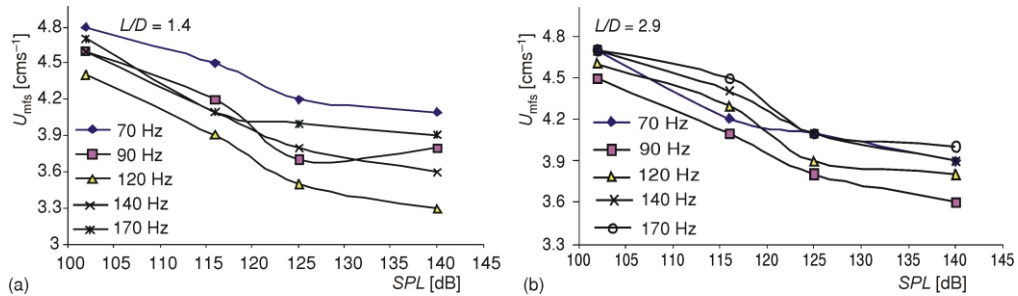 (a)
L/D = 1.4
U_mfs [cms⁻¹]
4.8
4.5
4.2
3.9
3.6
3.3
3
70 Hz
90 Hz
120 Hz
140 Hz
170 Hz
100 105 110 115 120 125 130 135 140 145
SPL [dB]
(b)
L/D = 2.9
U_mfs [cms⁻¹]
4.8
4.5
4.2
3.9
3.6
3.3
70 Hz
90 Hz
120 Hz
140 Hz
170 Hz
100 105 110 115 120 125 130 135 140 145
SPL [dB]